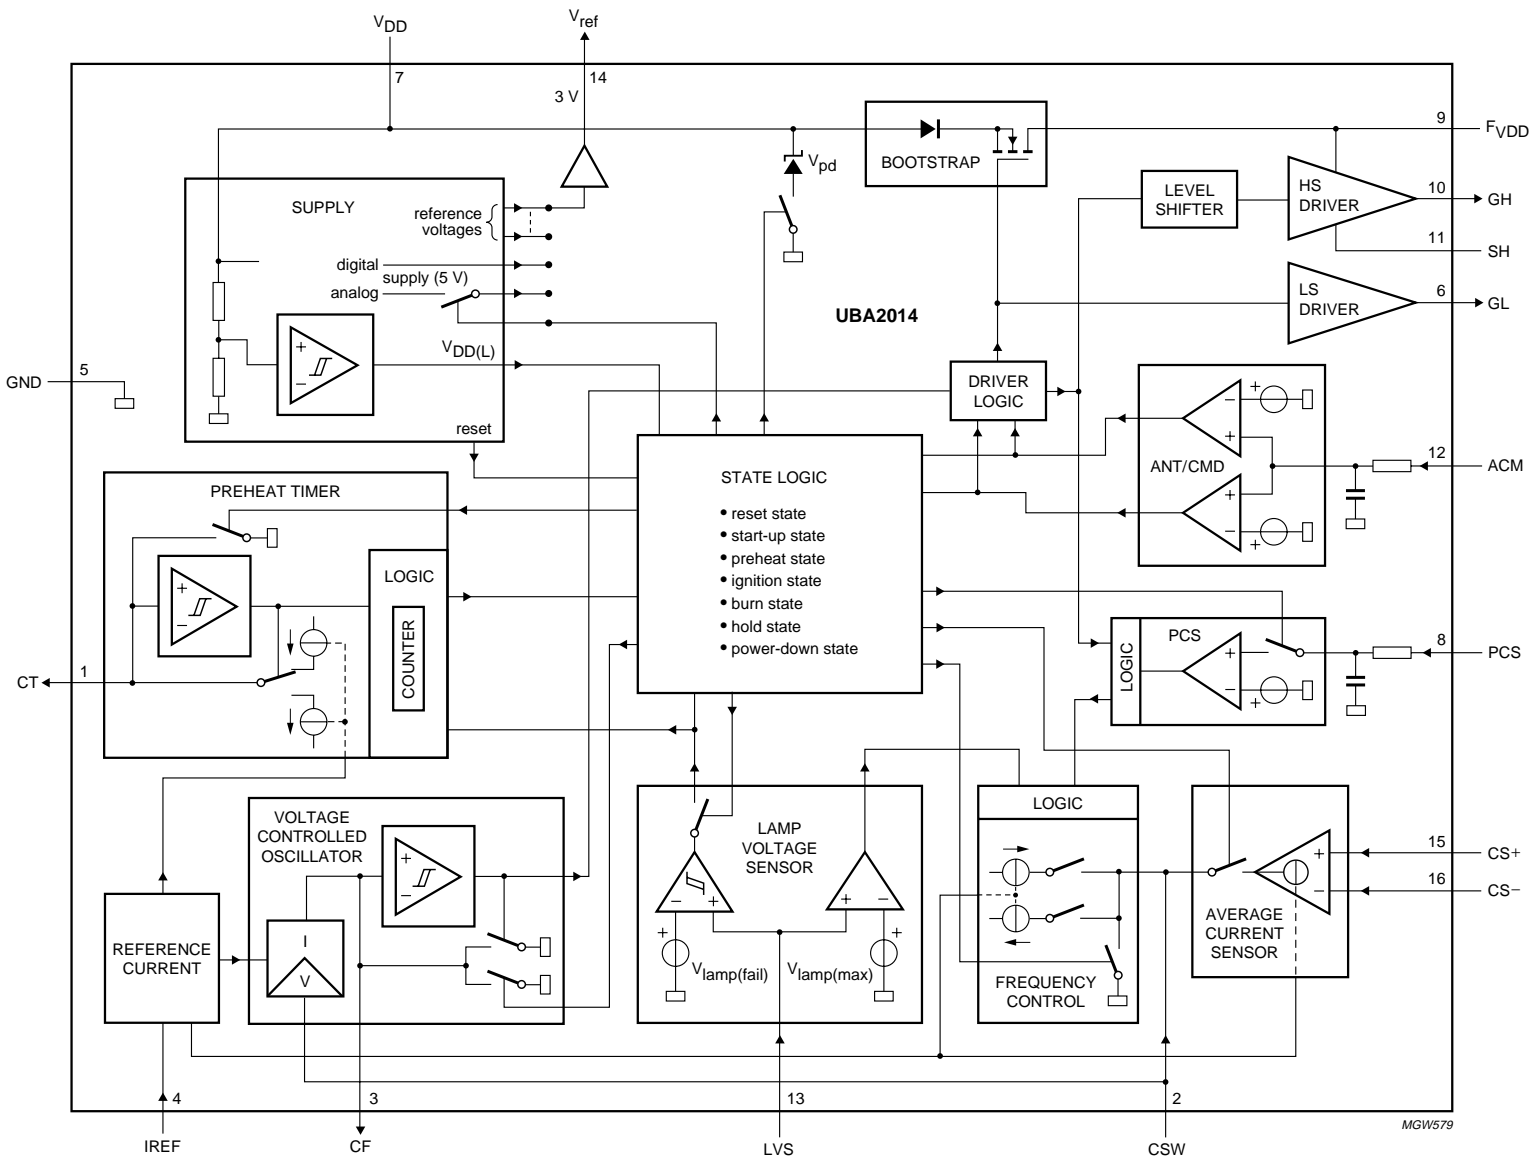 VDD
Vref
7
14
3 V
9
FVDD
BOOTSTRAP
Vpd
SUPPLY
reference
voltages
LEVEL
SHIFTER
HS
DRIVER
10
GH
11
SH
digital
supply (5 V)
analog
UBA2014
LS
DRIVER
6
GL
+
−
VDD(L)
5
GND
DRIVER
LOGIC
reset
−
+
+
ANT/CMD
+
−
+
12
ACM
STATE LOGIC
• reset state
• start-up state
• preheat state
• ignition state
• burn state
• hold state
• power-down state
PREHEAT TIMER
+
−
LOGIC
COUNTER
1
CT
LOGIC
PCS
+
−
+
8
PCS
VOLTAGE
CONTROLLED
OSCILLATOR
+
−
REFERENCE
CURRENT
I
V
LAMP
VOLTAGE
SENSOR
−
+
+
−
+
+
Vlamp(fail)
Vlamp(max)
LOGIC
FREQUENCY
CONTROL
+
−
AVERAGE
CURRENT
SENSOR
15
CS+
16
CS−
4
3
13
2
IREF
CF
LVS
CSW
MGW579